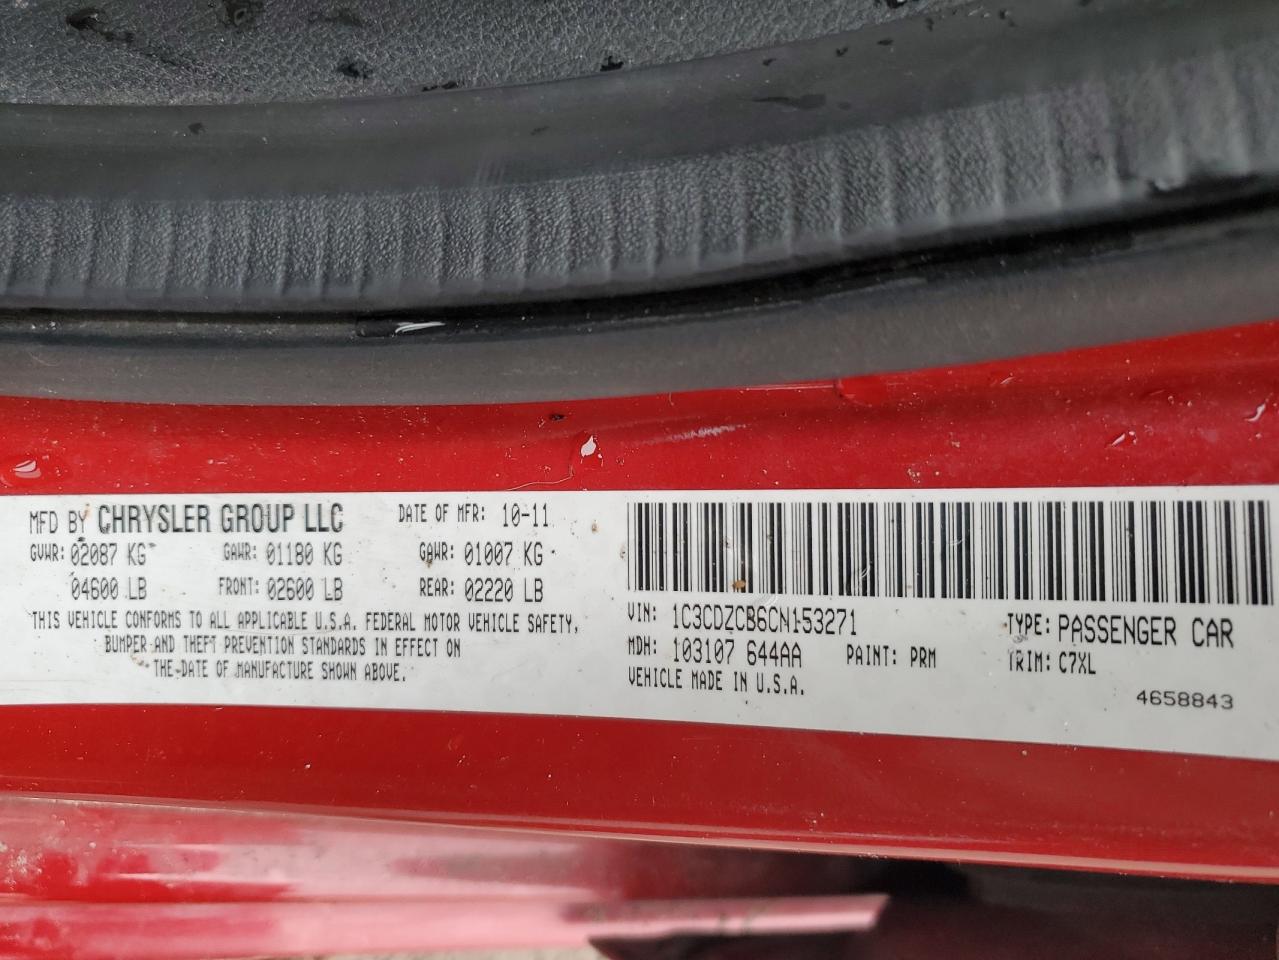 MFD BY CHRYSLER GROUP LLC DATE OF MFR: 10-11
GVWR: 02087 KG GAWR: 01180 KG GAWR: 01007 KG
04600 LB FRONT: 02600 LB REAR: 02220 LB
THIS VEHICLE CONFORMS TO ALL APPLICABLE U.S.A. FEDERAL MOTOR VEHICLE SAFETY,
BUMPER AND THEFT PREVENTION STANDARDS IN EFFECT ON
THE DATE OF MANUFACTURE SHOWN ABOVE.
VIN: 1C3CDZCB6CN153271 TYPE: PASSENGER CAR
MDH: 103107 644AA PAINT: PRM TRIM: C7XL
VEHICLE MADE IN U.S.A.
4658843